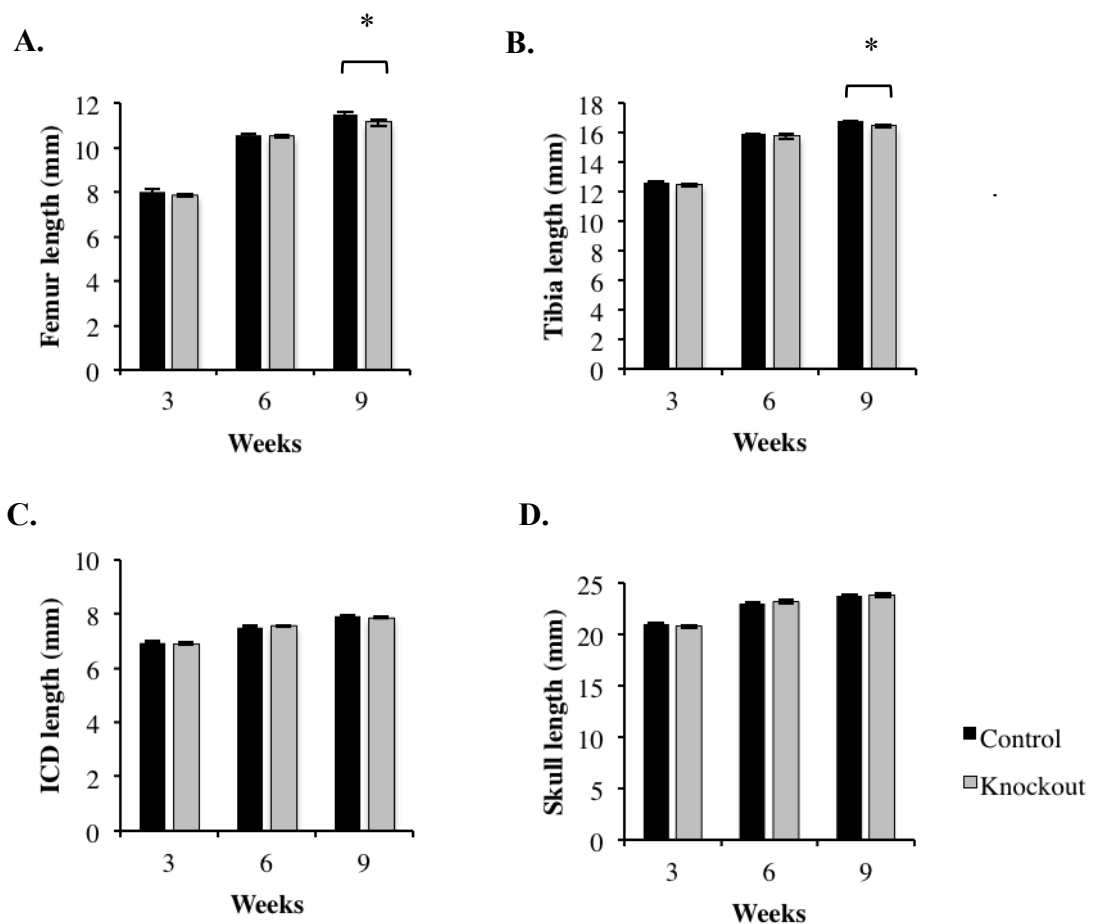 A.
*
Femur length (mm)
12
10
8
6
4
2
0
3 6 9
Weeks
B.
*
Tibia length (mm)
18
16
14
12
10
8
6
4
2
0
3 6 9
Weeks
C.
ICD length (mm)
10
8
6
4
2
0
3 6 9
Weeks
D.
Skull length (mm)
25
20
15
10
5
0
3 6 9
Weeks
Control
Knockout